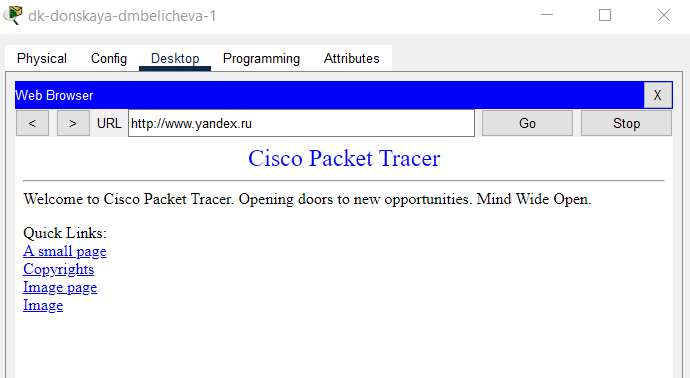 dk-donskaya-dmbelicheva-1
Physical Config Desktop Programming Attributes
Web Browser X
< > URL http://www.yandex.ru Go Stop
Cisco Packet Tracer
Welcome to Cisco Packet Tracer. Opening doors to new opportunities. Mind Wide Open.
Quick Links:
A small page
Copyrights
Image page
Image